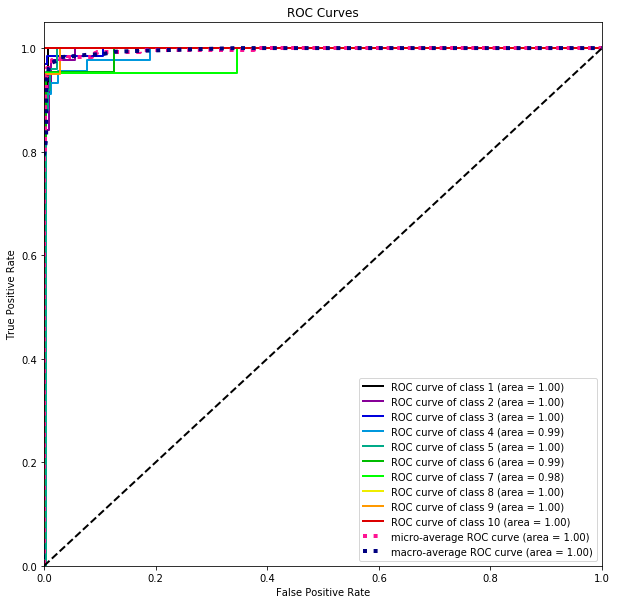 ROC Curves
True Positive Rate
1.0
0.8
0.6
0.4
0.2
0.0
ROC curve of class 1 (area = 1.00)
ROC curve of class 2 (area = 1.00)
ROC curve of class 3 (area = 1.00)
ROC curve of class 4 (area = 0.99)
ROC curve of class 5 (area = 1.00)
ROC curve of class 6 (area = 0.99)
ROC curve of class 7 (area = 0.98)
ROC curve of class 8 (area = 1.00)
ROC curve of class 9 (area = 1.00)
ROC curve of class 10 (area = 1.00)
micro-average ROC curve (area = 1.00)
macro-average ROC curve (area = 1.00)
0.0 0.2 0.4 0.6 0.8 1.0
False Positive Rate